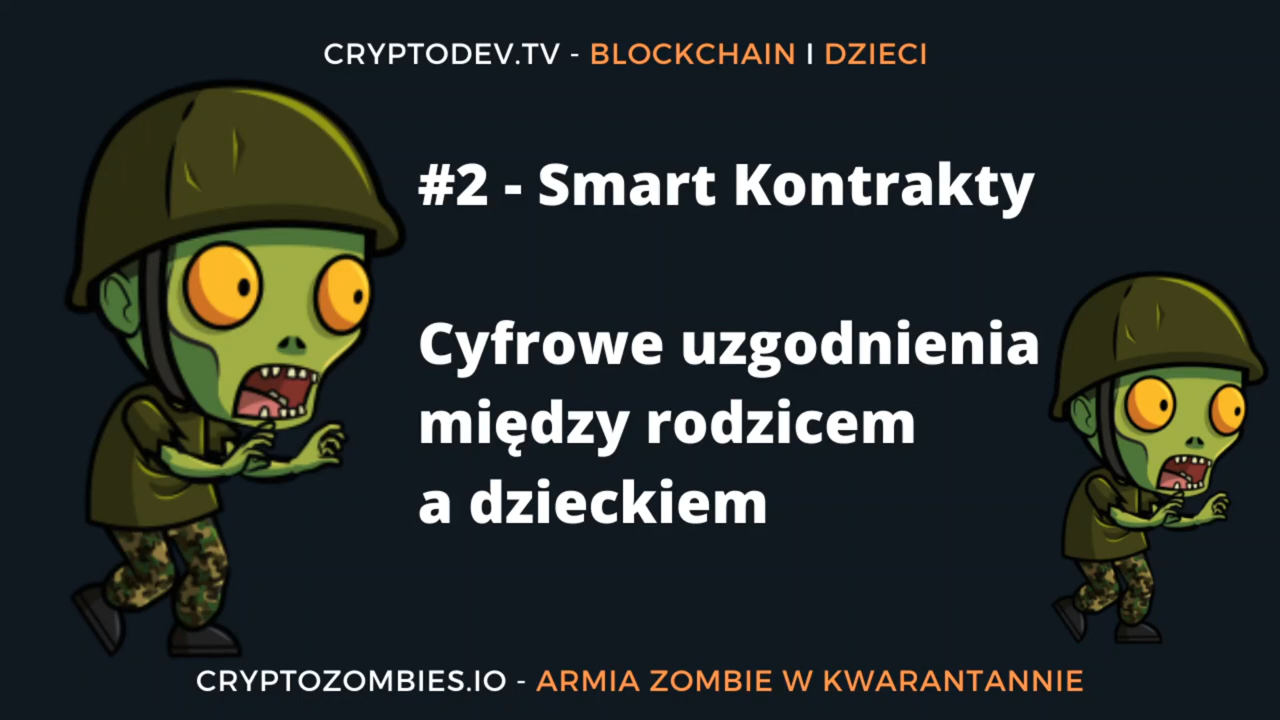 CRYPTODEV.TV - BLOCKCHAIN I DZIECI
#2 - Smart Kontrakty
Cyfrowe uzgodnienia
między rodzicem
a dzieckiem
CRYPTOZOMBIES.IO - ARMIA ZOMBIE W KWARANTANNIE